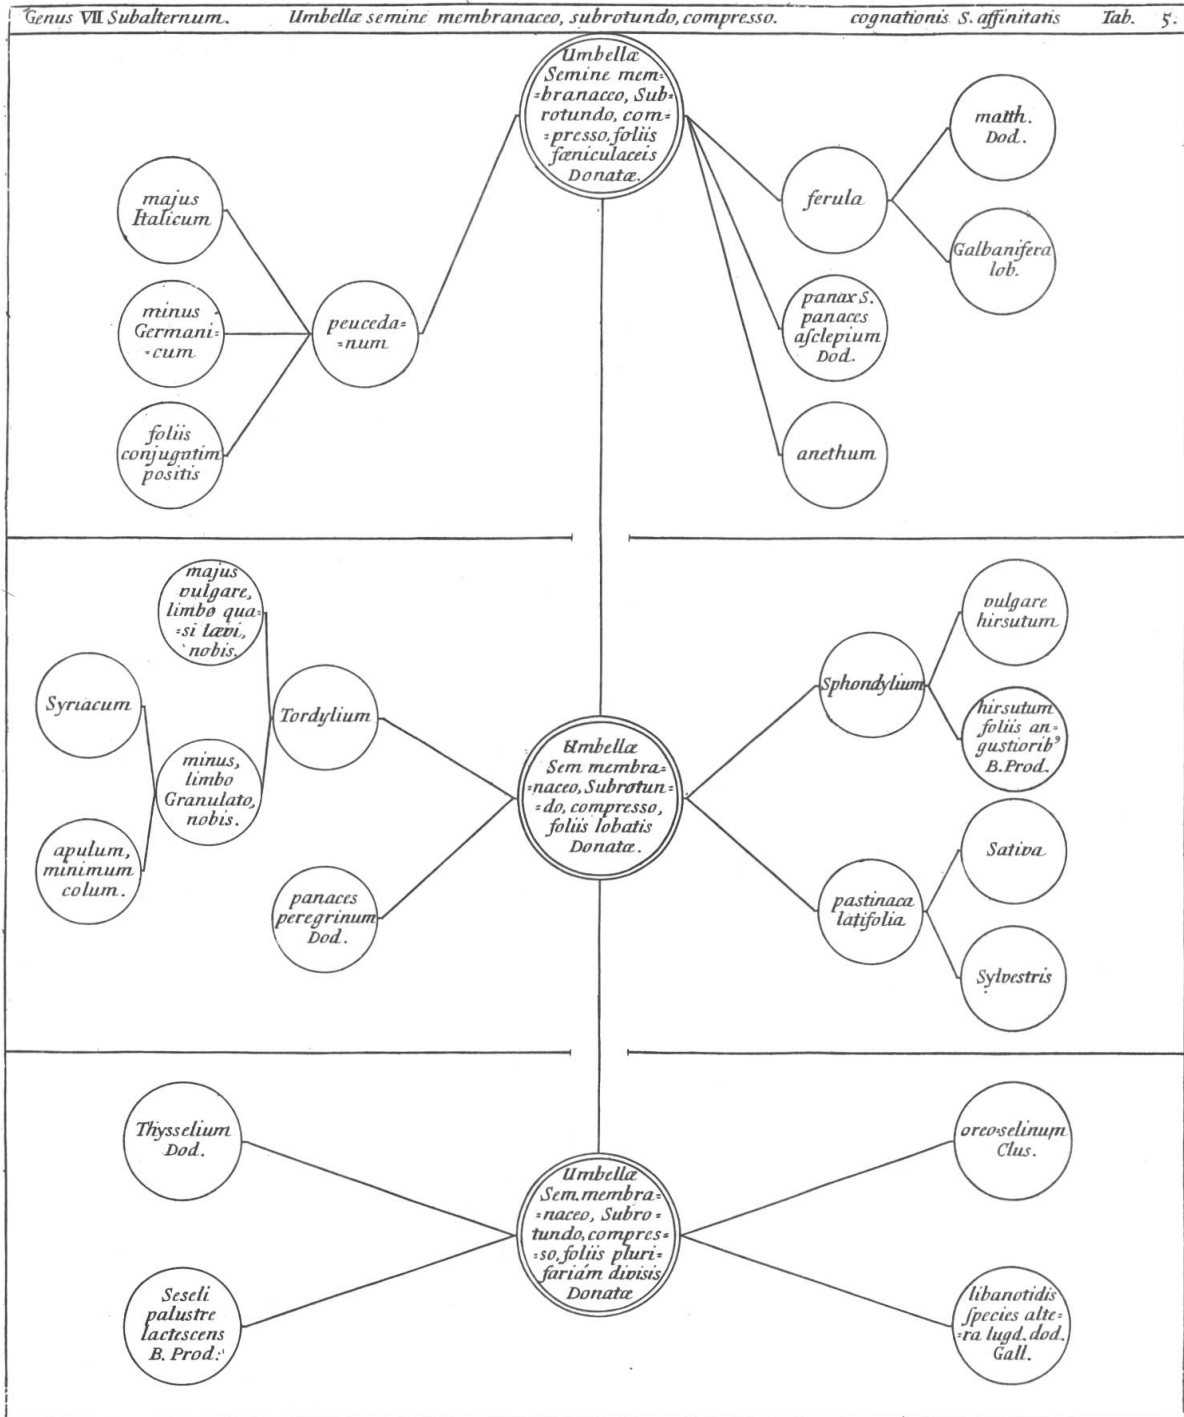 Genus VII Subalternum. Umbellæ semine membranaceo, subrotundo, compresso. cognationis S. affinitatis Tab. 5.
Umbellæ
Semine mem=
=branaceo, Sub=
rotundo, com=
=presso, foliis
fœniculaceis
Donatæ.
majus
Italicum
minus
Germani=
=cum
foliis
conjugatim
positis
peuceda=
=num
ferula
matth.
Dod.
Galbanifera
lob.
panax S.
panaces
asclepium
Dod.
anethum
majus
vulgare,
limbo qua=
=si lævi,
nobis.
Syriacum
Tordylium
minus,
limbo
Granulato,
nobis.
apulum,
minimum
colum.
panaces
peregrinum
Dod.
Umbellæ
Sem membra=
=naceo, Subrotun=
=do, compresso,
foliis lobatis
Donatæ.
Sphondylium
vulgare
hirsutum
hirsutum
foliis an=
gustiorib⁹
B. Prod.
pastinaca
latifolia
Sativa
Sylvestris
Thysselium
Dod.
Seseli
palustre
lactescens
B. Prod:
Umbellæ
Sem. membra=
=naceo, Subro=
tundo, compres=
=so, foliis pluri=
fariám divisis
Donatæ
oreo=selinum
Clus.
libanotidis
ſpecies alte=
=ra lugd. dod.
Gall.